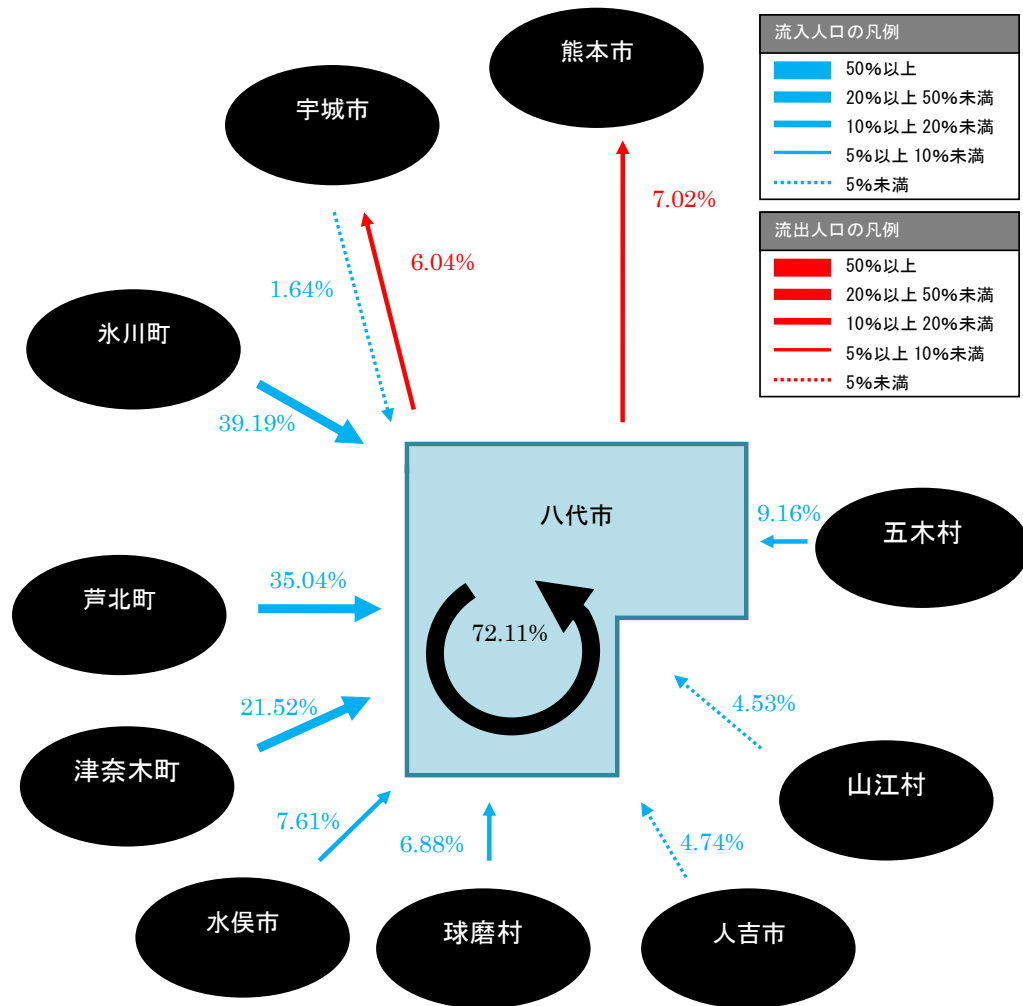 熊本市
宇城市
流入人口の凡例
50%以上
20%以上 50%未満
10%以上 20%未満
5%以上 10%未満
5%未満
流出人口の凡例
50%以上
20%以上 50%未満
10%以上 20%未満
5%以上 10%未満
5%未満
7.02%
6.04%
1.64%
氷川町
39.19%
八代市
9.16%
五木村
35.04%
芦北町
72.11%
21.52%
4.53%
津奈木町
山江村
7.61%
6.88%
4.74%
水俣市
球磨村
人吉市